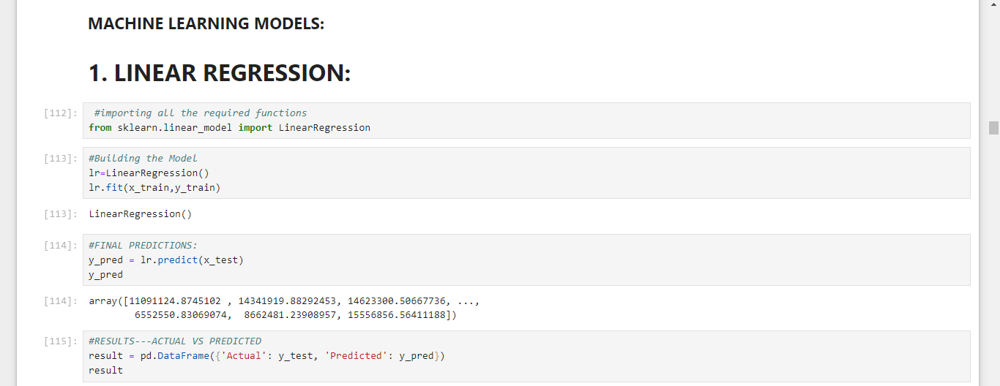 MACHINE LEARNING MODELS:
1. LINEAR REGRESSION:
[112]: #importing all the required functions
from sklearn.linear_model import LinearRegression
[113]: #Building the Model
lr=LinearRegression()
lr.fit(x_train,y_train)
[113]: LinearRegression()
[114]: #FINAL PREDICTIONS:
y_pred = lr.predict(x_test)
y_pred
[114]: array([11091124.8745102 , 14341919.88292453, 14623300.50667736, ...,
6552550.83069074,  8662481.23908957, 15556856.56411188])
[115]: #RESULTS---ACTUAL VS PREDICTED
result = pd.DataFrame({'Actual': y_test, 'Predicted': y_pred})
result